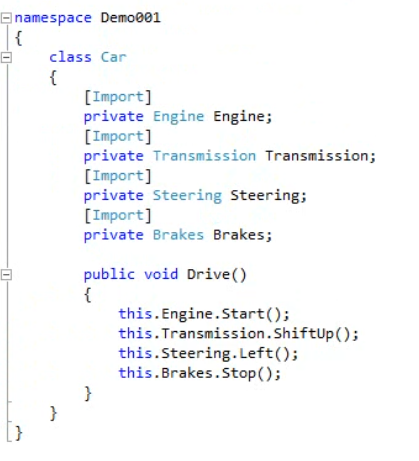 namespace Demo001
{
    class Car
    {
        [Import]
        private Engine Engine;
        [Import]
        private Transmission Transmission;
        [Import]
        private Steering Steering;
        [Import]
        private Brakes Brakes;

        public void Drive()
        {
            this.Engine.Start();
            this.Transmission.ShiftUp();
            this.Steering.Left();
            this.Brakes.Stop();
        }
    }
}